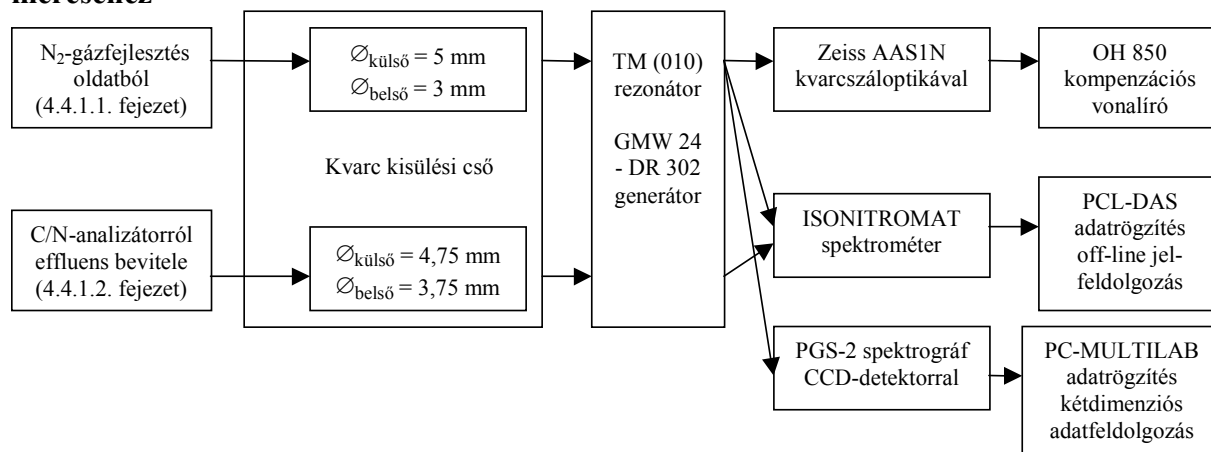 méréséhez
N₂-gázfejlesztés
oldatból
(4.4.1.1. fejezet)
∅külső = 5 mm
∅belső = 3 mm
Kvarc kisülési cső
C/N-analizátorról
effluens bevitele
(4.4.1.2. fejezet)
∅külső = 4,75 mm
∅belső = 3,75 mm
TM (010)
rezonátor
GMW 24
- DR 302
generátor
Zeiss AAS1N
kvarcszáloptikával
OH 850
kompenzációs
vonalíró
ISONITROMAT
spektrométer
PCL-DAS
adatrögzítés
off-line jel-
feldolgozás
PGS-2 spektrográf
CCD-detektorral
PC-MULTILAB
adatrögzítés
kétdimenziós
adatfeldolgozás